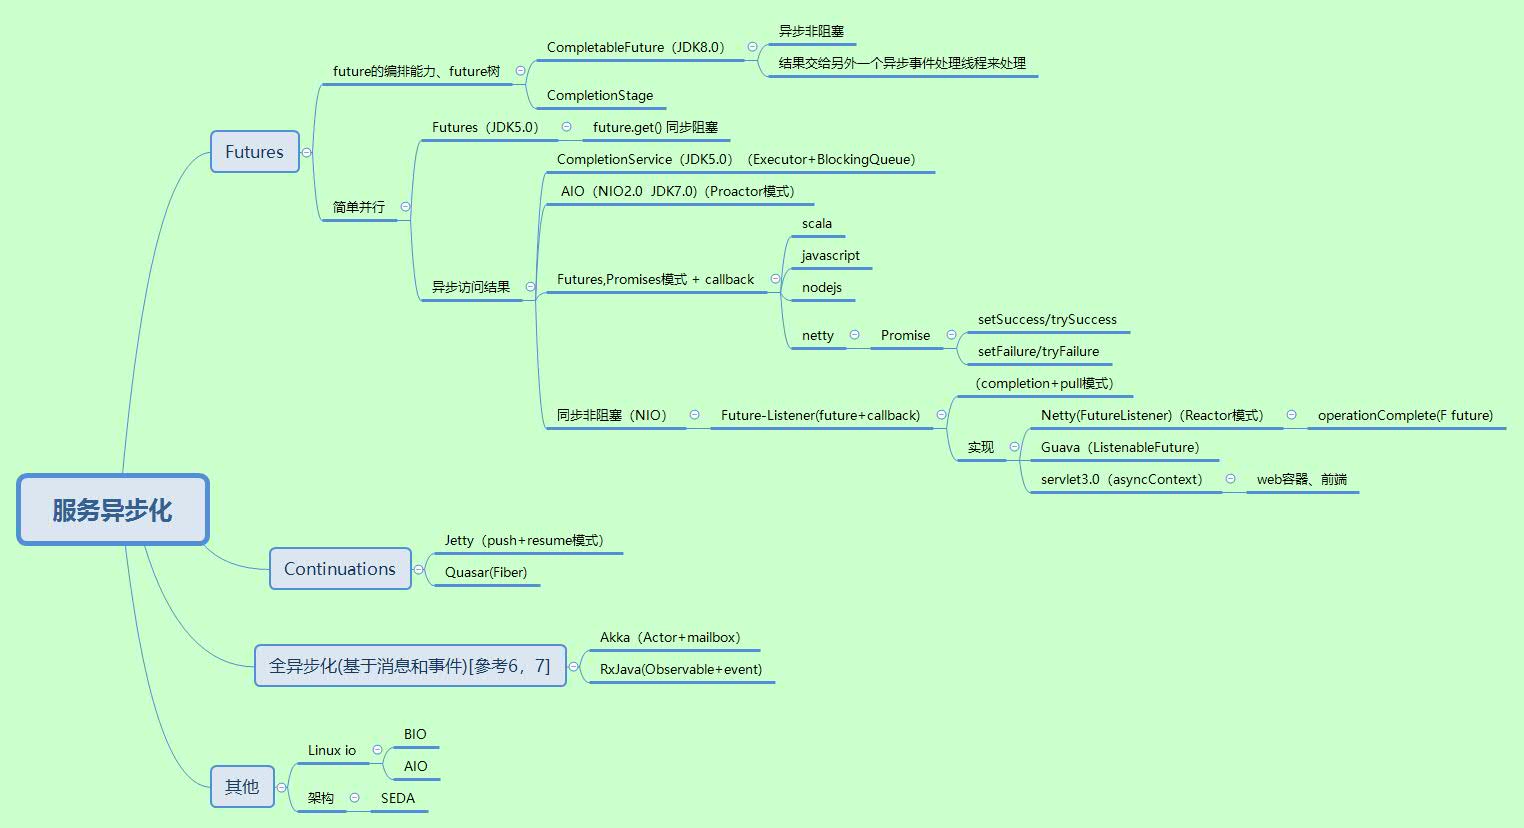 服务异步化
Futures
future的编排能力、future树
CompletableFuture（JDK8.0）
异步非阻塞
结果交给另外一个异步事件处理线程来处理
CompletionStage
简单并行
Futures（JDK5.0）
future.get() 同步阻塞
异步访问结果
CompletionService（JDK5.0）（Executor+BlockingQueue）
AIO（NIO2.0 JDK7.0)（Proactor模式）
Futures,Promises模式 + callback
scala
javascript
nodejs
netty
Promise
setSuccess/trySuccess
setFailure/tryFailure
同步非阻塞（NIO）
Future-Listener(future+callback)
（completion+pull模式）
实现
Netty(FutureListener)（Reactor模式）
operationComplete(F future)
Guava（ListenableFuture）
servlet3.0（asyncContext）
web容器、前端
Continuations
Jetty（push+resume模式）
Quasar(Fiber)
全异步化(基于消息和事件)[参考6，7]
Akka（Actor+mailbox）
RxJava(Observable+event)
其他
Linux io
BIO
AIO
架构
SEDA